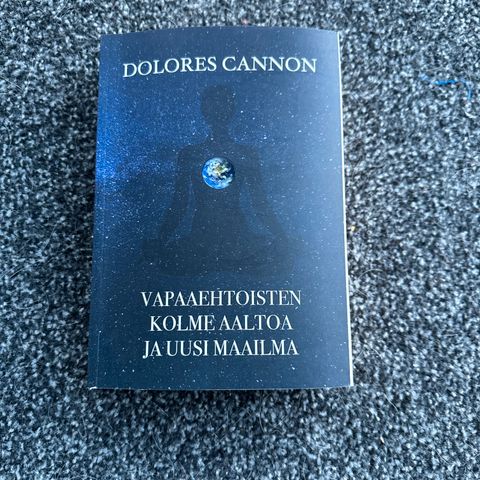 DOLORES CANNON
VAPAAEHTOISTEN
KOLME AALTOA
JA UUSI MAAILMA